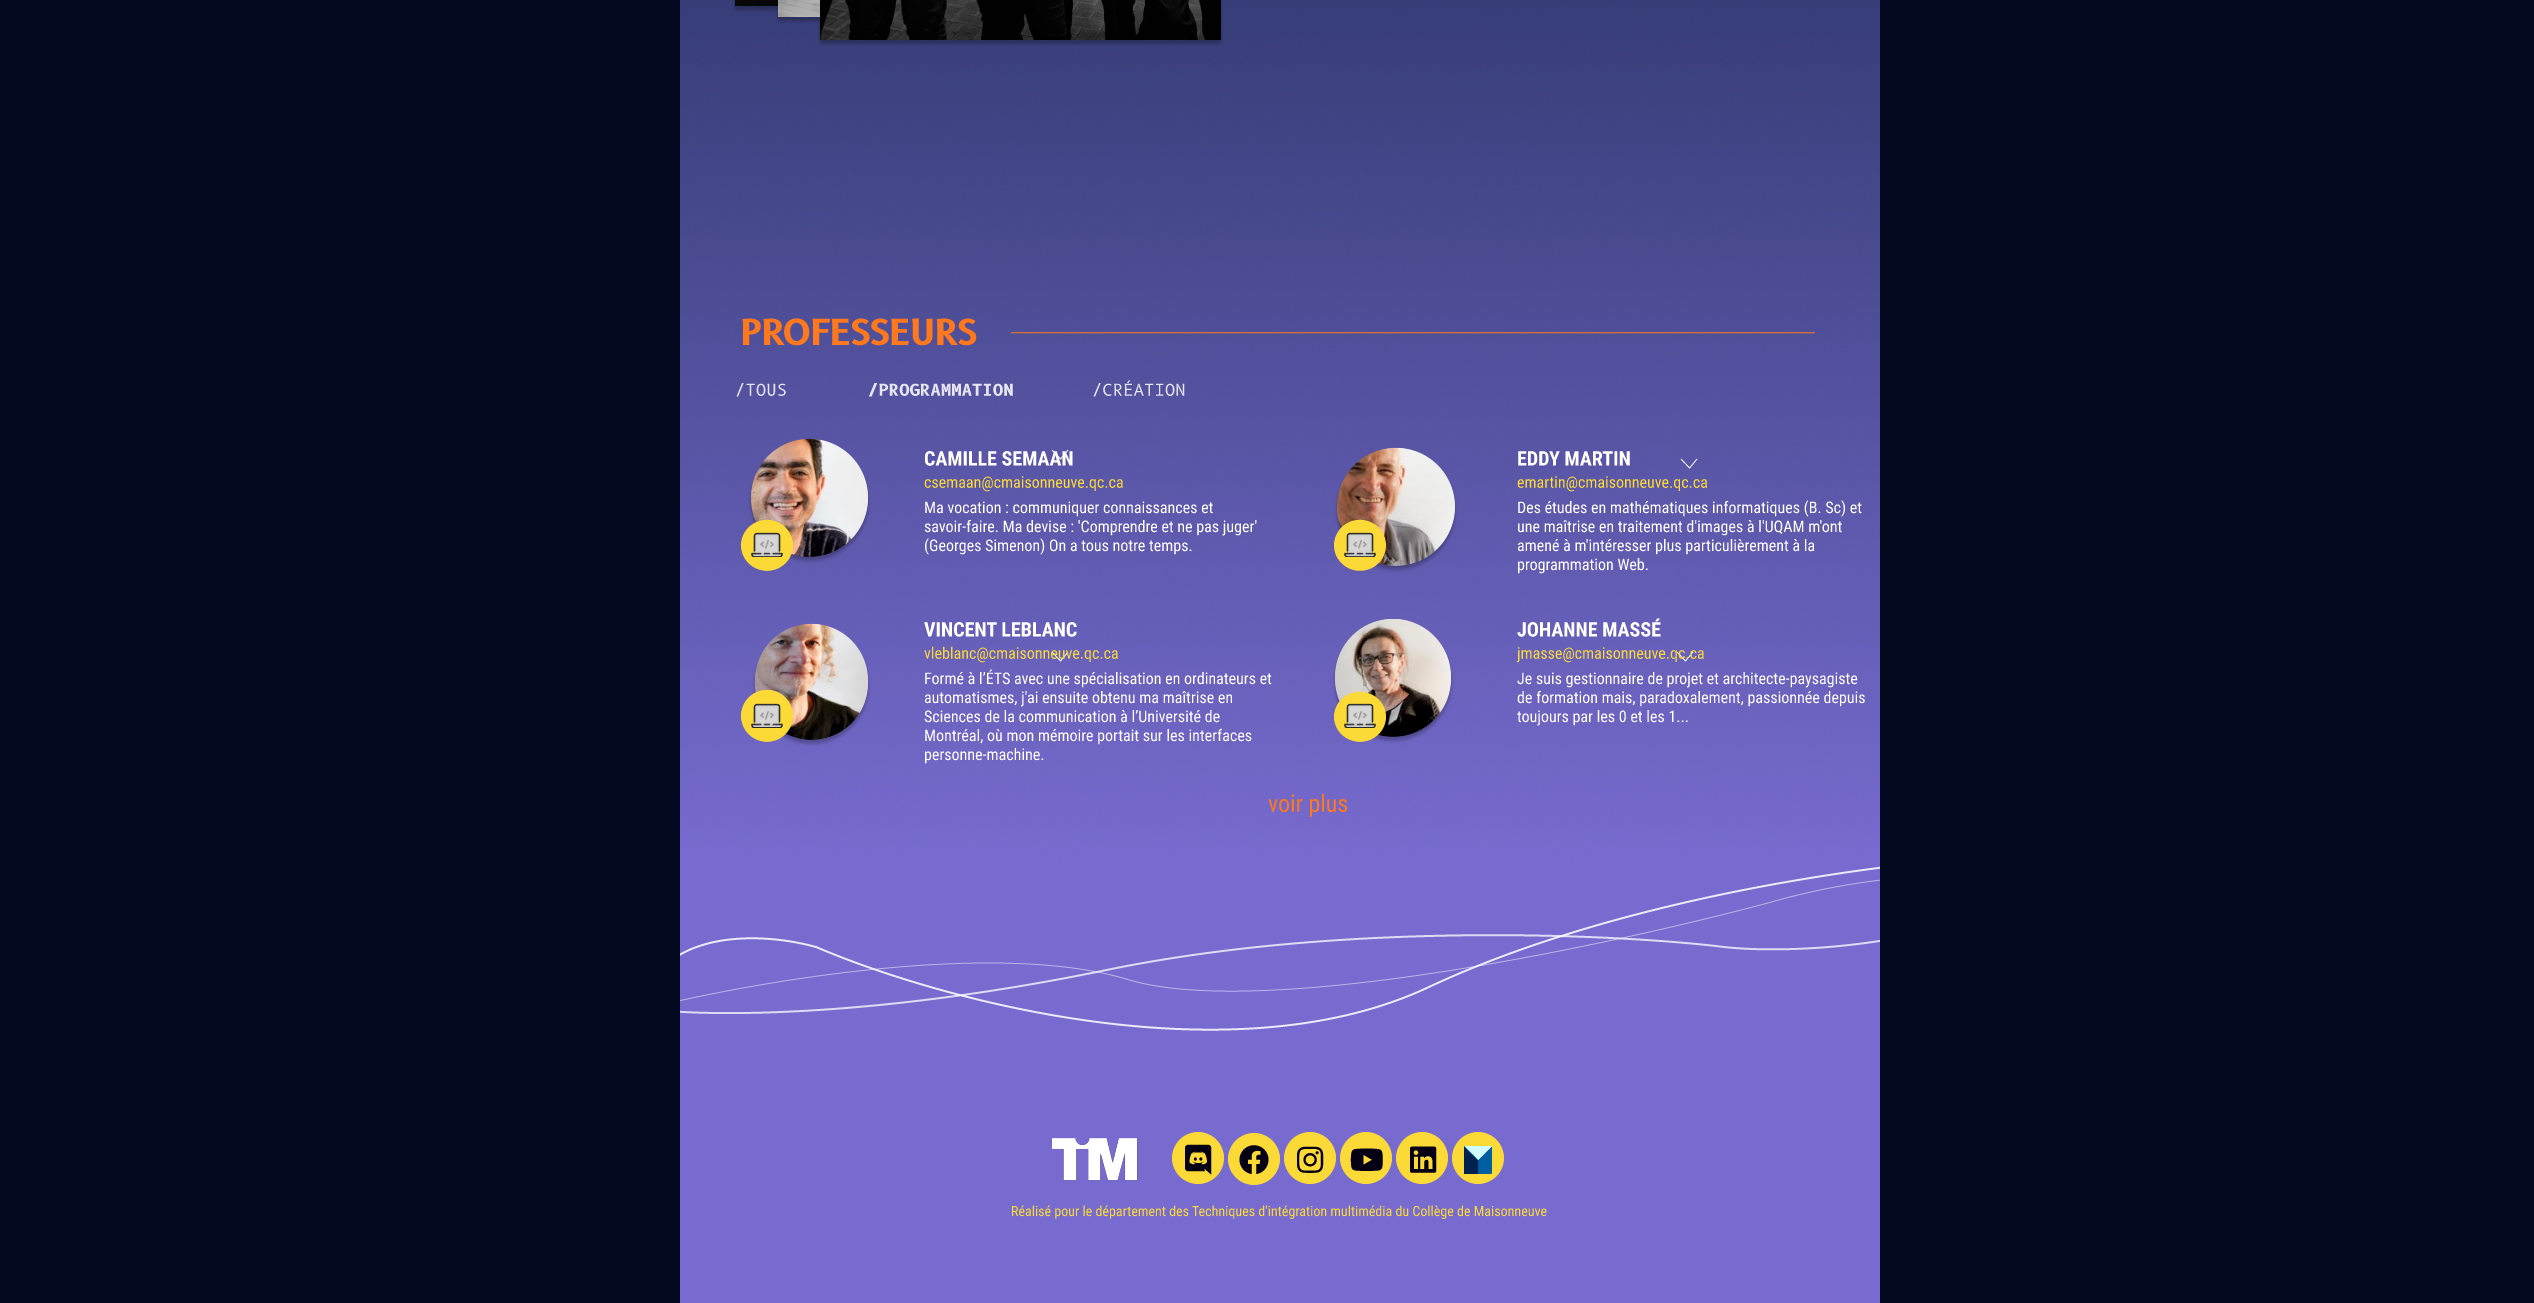 PROFESSEURS
/TOUS
/PROGRAMMATION
/CRÉATION
CAMILLE SEMAAN
csemaan@cmaisonneuve.qc.ca
Ma vocation : communiquer connaissances et
savoir-faire. Ma devise : 'Comprendre et ne pas juger'
(Georges Simenon) On a tous notre temps.
EDDY MARTIN
emartin@cmaisonneuve.qc.ca
Des études en mathématiques informatiques (B. Sc) et
une maîtrise en traitement d'images à l'UQAM m'ont
amené à m'intéresser plus particulièrement à la
programmation Web.
VINCENT LEBLANC
vleblanc@cmaisonneuve.qc.ca
Formé à l’ÉTS avec une spécialisation en ordinateurs et
automatismes, j'ai ensuite obtenu ma maîtrise en
Sciences de la communication à l’Université de
Montréal, où mon mémoire portait sur les interfaces
personne-machine.
JOHANNE MASSÉ
jmasse@cmaisonneuve.qc.ca
Je suis gestionnaire de projet et architecte-paysagiste
de formation mais, paradoxalement, passionnée depuis
toujours par les 0 et les 1...
voir plus
TiM
Réalisé pour le département des Techniques d'intégration multimédia du Collège de Maisonneuve